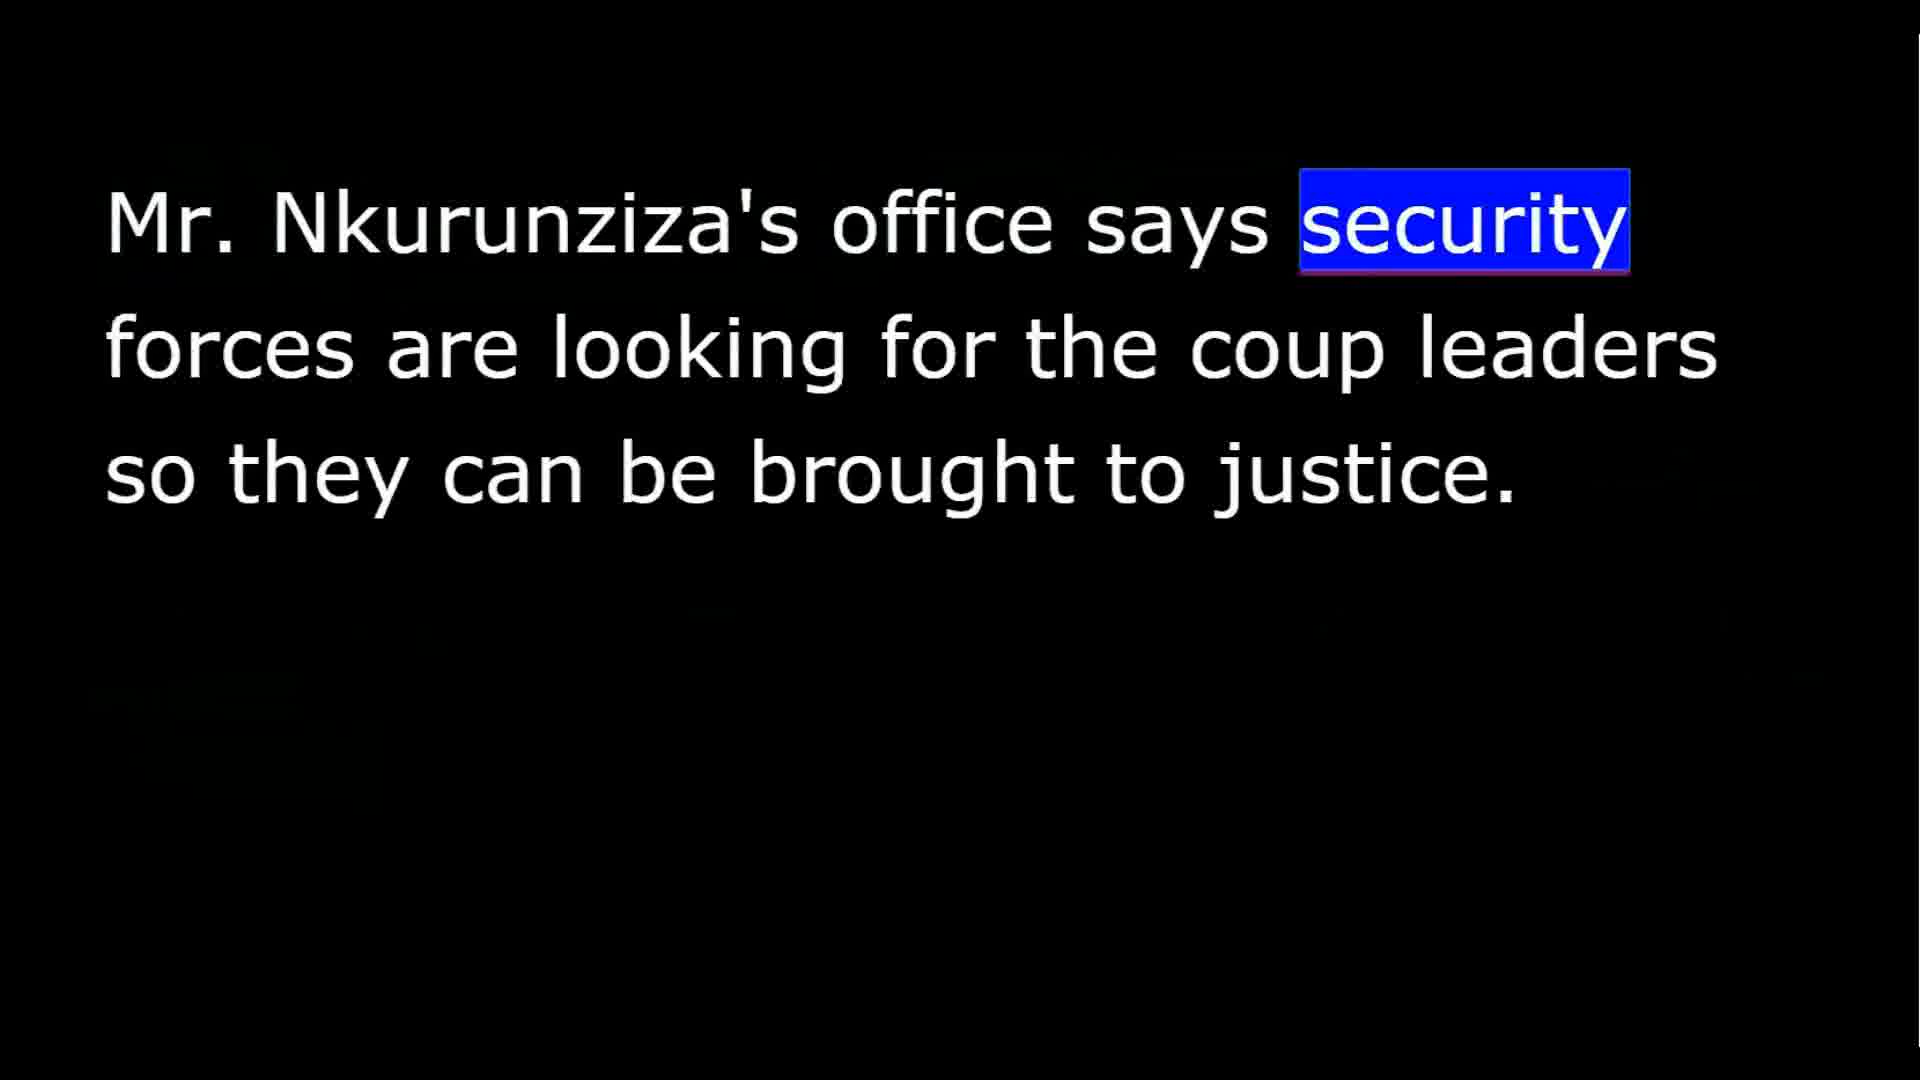 Mr. Nkurunziza's office says security
forces are looking for the coup leaders
so they can be brought to justice.